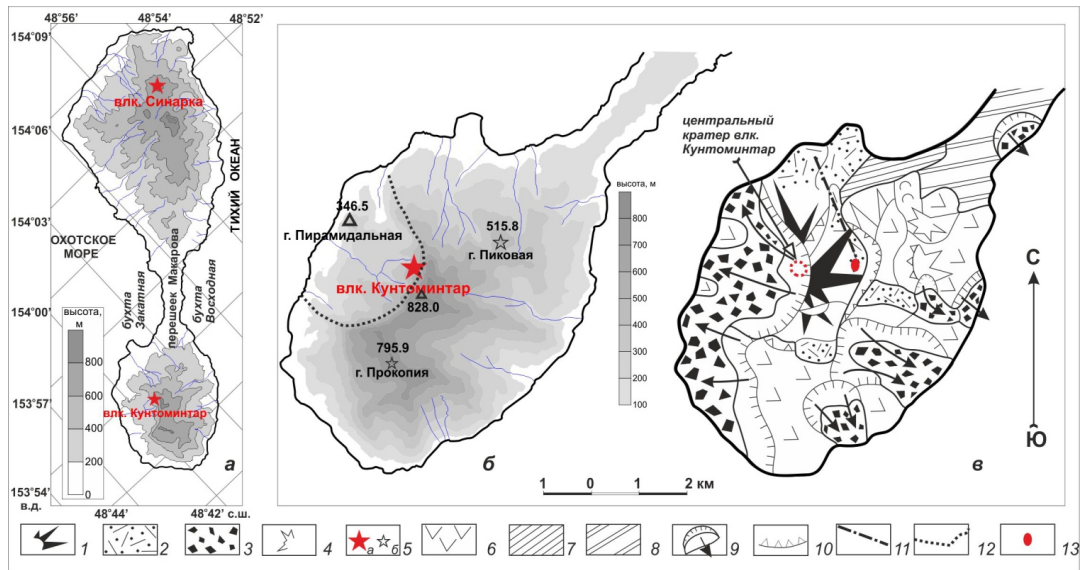 48°56'
48°54'
48°52'
154°09'
154°06'
154°03'
154°00'
153°57'
153°54'
в.д.
48°44'
48°42' с.ш.
влк. Синарка
ТИХИЙ ОКЕАН
ОХОТСКОЕ
МОРЕ
бухта
Закатная
перешеек Макарова
бухта
Восходная
высота,
м
800
600
400
200
0
влк. Кунтоминтар
а
346.5
г. Пирамидальная
515.8
г. Пиковая
влк. Кунтоминтар
828.0
795.9
г. Прокопия
высота, м
800
700
600
500
400
300
200
100
б
1 0 1 2 км
центральный
кратер влк.
Кунтоминтар
С
Ю
в
1
2
3
4
а
б
5
6
7
8
9
10
11
12
13